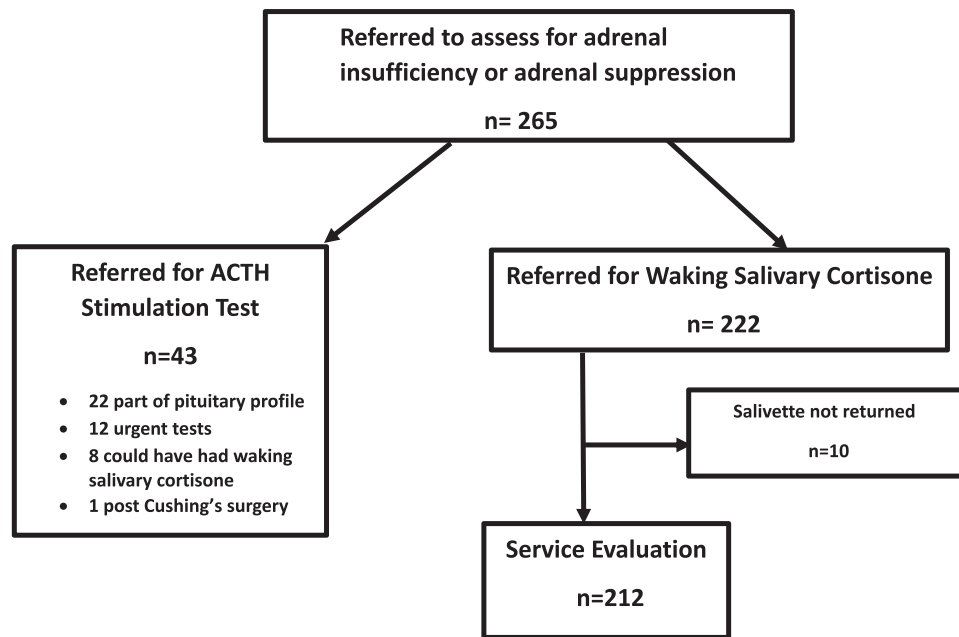 Referred to assess for adrenal
insufficiency or adrenal suppression
n= 265
Referred for ACTH
Stimulation Test
n=43
• 22 part of pituitary profile
• 12 urgent tests
• 8 could have had waking
salivary cortisone
• 1 post Cushing's surgery
Referred for Waking Salivary Cortisone
n= 222
Salivette not returned
n=10
Service Evaluation
n=212